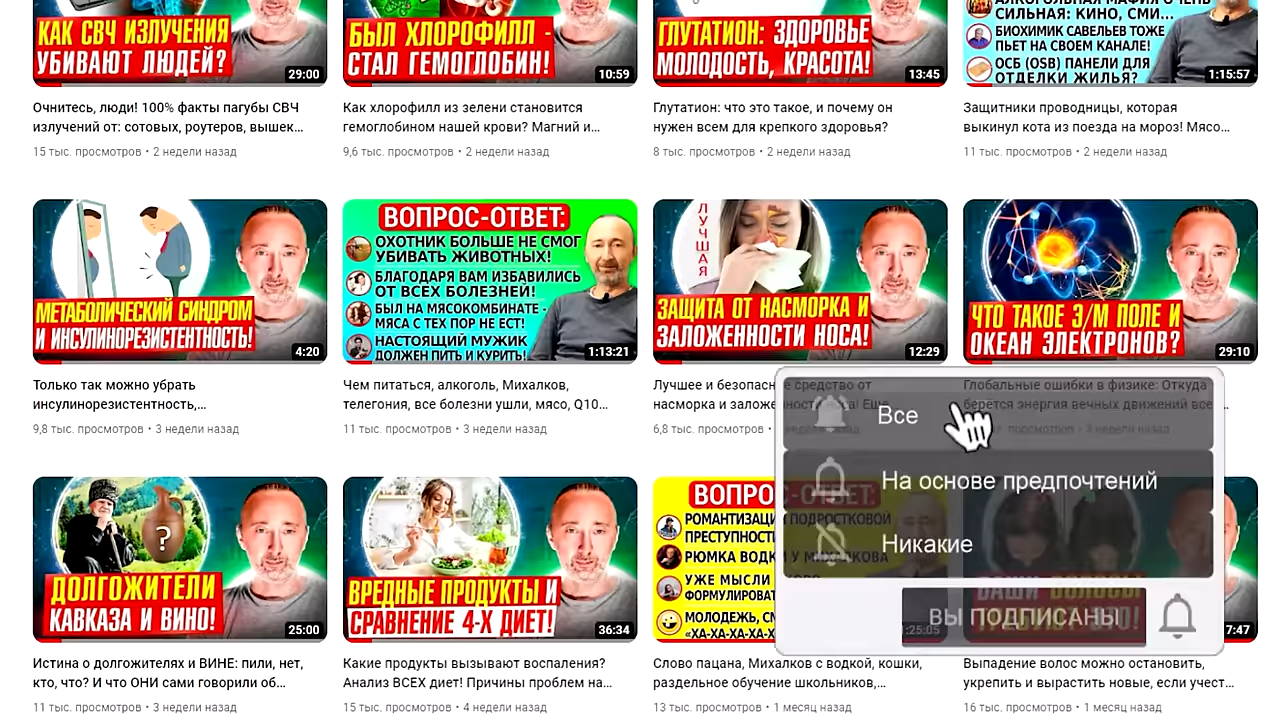 КАК СВЧ ИЗЛУЧЕНИЯ
УБИВАЮТ ЛЮДЕЙ?
29:00
БЫЛ ХЛОРОФИЛЛ -
СТАЛ ГЕМОГЛОБИН!
10:59
ГЛУТАТИОН: ЗДОРОВЬЕ
МОЛОДОСТЬ, КРАСОТА!
13:45
АЛКОГОЛЬНАЯ МАФИЯ ОЧЕНЬ
СИЛЬНАЯ: КИНО, СМИ...
БИОХИМИК САВЕЛЬЕВ ТОЖЕ
ПЬЕТ НА СВОЕМ КАНАЛЕ!
ОСБ (OSB) ПАНЕЛИ ДЛЯ
ОТДЕЛКИ ЖИЛЬЯ?
1:15:57
Очнитесь, люди! 100% факты пагубы СВЧ
излучений от: сотовых, роутеров, вышек...
15 тыс. просмотров • 2 недели назад
Как хлорофилл из зелени становится
гемоглобином нашей крови? Магний и...
9,6 тыс. просмотров • 2 недели назад
Глутатион: что это такое, и почему он
нужен всем для крепкого здоровья?
8 тыс. просмотров • 2 недели назад
Защитники проводницы, которая
выкинул кота из поезда на мороз! Мясо...
11 тыс. просмотров • 2 недели назад
МЕТАБОЛИЧЕСКИЙ СИНДРОМ
И ИНСУЛИНОРЕЗИСТЕНТНОСТЬ!
4:20
ВОПРОС-ОТВЕТ:
ОХОТНИК БОЛЬШЕ НЕ СМОГ
УБИВАТЬ ЖИВОТНЫХ!
БЛАГОДАРЯ ВАМ ИЗБАВИЛИСЬ
ОТ ВСЕХ БОЛЕЗНЕЙ!
БЫЛ НА МЯСОКОМБИНАТЕ -
МЯСА С ТЕХ ПОР НЕ ЕСТ!
НАСТОЯЩИЙ МУЖИК
ДОЛЖЕН ПИТЬ И КУРИТЬ!
1:13:21
ЛУЧШАЯ
ЗАЩИТА ОТ НАСМОРКА И
ЗАЛОЖЕННОСТИ НОСА!
12:29
ЧТО ТАКОЕ Э/М ПОЛЕ И
ОКЕАН ЭЛЕКТРОНОВ?
29:10
Только так можно убрать
инсулинорезистентность,...
9,8 тыс. просмотров • 3 недели назад
Чем питаться, алкоголь, Михалков,
телегония, все болезни ушли, мясо, Q10...
11 тыс. просмотров • 3 недели назад
Лучшее и безопасное средство от
насморка и заложенности носа! Еще
6,8 тыс.
Глобальные ошибки в физике: Откуда
берётся энергия вечных движений все...
просмотров • 3 недели назад
Все
На основе предпочтений
Никакие
ВЫ ПОДПИСАНЫ
?
ДОЛГОЖИТЕЛИ
КАВКАЗА И ВИНО!
25:00
ВРЕДНЫЕ ПРОДУКТЫ И
СРАВНЕНИЕ 4-Х ДИЕТ!
36:34
ВОПРОС-ОТВЕТ:
РОМАНТИЗАЦИЯ ПОДРОСТКОВОЙ
ПРЕСТУПНОСТ
РЮМКА ВОДКИ У МИХАЛКОВА
УЖЕ МЫСЛИ
ФОРМУЛИРОВАТ
МОЛОДЕЖЬ, С
«ХА-ХА-ХА-ХА-Х
1:25:05
ВАШИ ВОЛОСЫ
7:47
Истина о долгожителях и ВИНЕ: пили, нет,
кто, что? И что ОНИ сами говорили об...
11 тыс. просмотров • 3 недели назад
Какие продукты вызывают воспаления?
Анализ ВСЕХ диет! Причины проблем на...
15 тыс. просмотров • 4 недели назад
Слово пацана, Михалков с водкой, кошки,
раздельное обучение школьников,...
13 тыс. просмотров • 1 месяц назад
Выпадение волос можно остановить,
укрепить и вырастить новые, если учест...
16 тыс. просмотров • 1 месяц назад